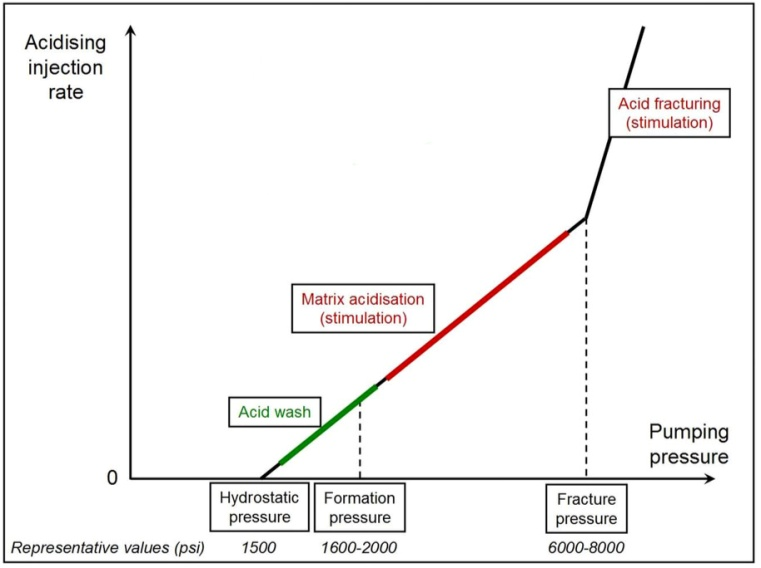 Acidising
injection
rate
Acid fracturing
(stimulation)
Matrix acidisation
(stimulation)
Acid wash
Pumping
pressure
0
Hydrostatic
pressure
Formation
pressure
Fracture
pressure
Representative values (psi) 1500 1600-2000 6000-8000